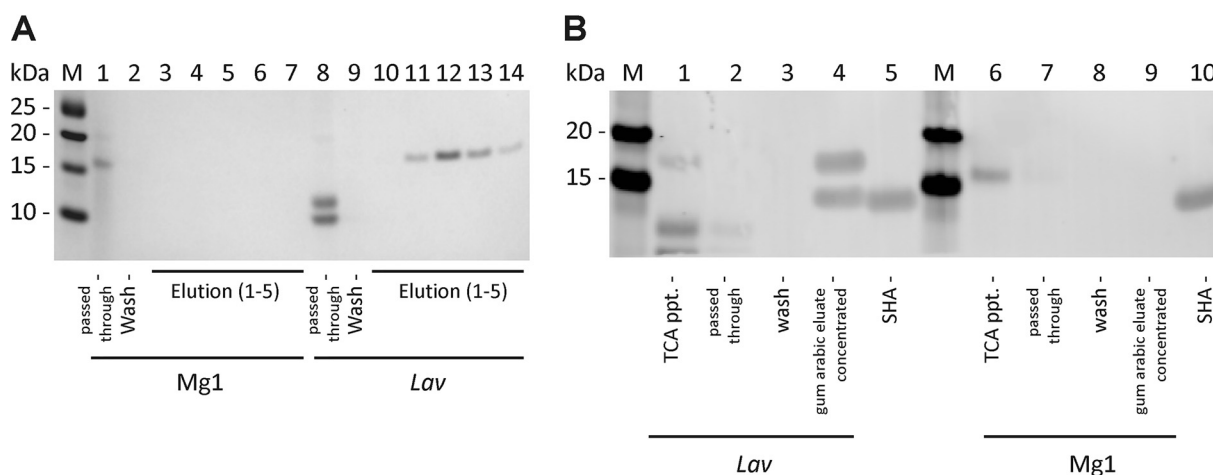 A
kDa M 1 2 3 4 5 6 7 8 9 10 11 12 13 14
25 -
20 -
15 -
10 -
passed through -
Wash -
Elution (1-5)
passed through -
Wash -
Elution (1-5)
Mg1
Lav
B
kDa M 1 2 3 4 5 M 6 7 8 9 10
20 -
15 -
TCA ppt. -
passed through -
wash -
gum arabic eluate concentrated -
SHA -
TCA ppt. -
passed through -
wash -
gum arabic eluate concentrated -
SHA -
Lav
Mg1